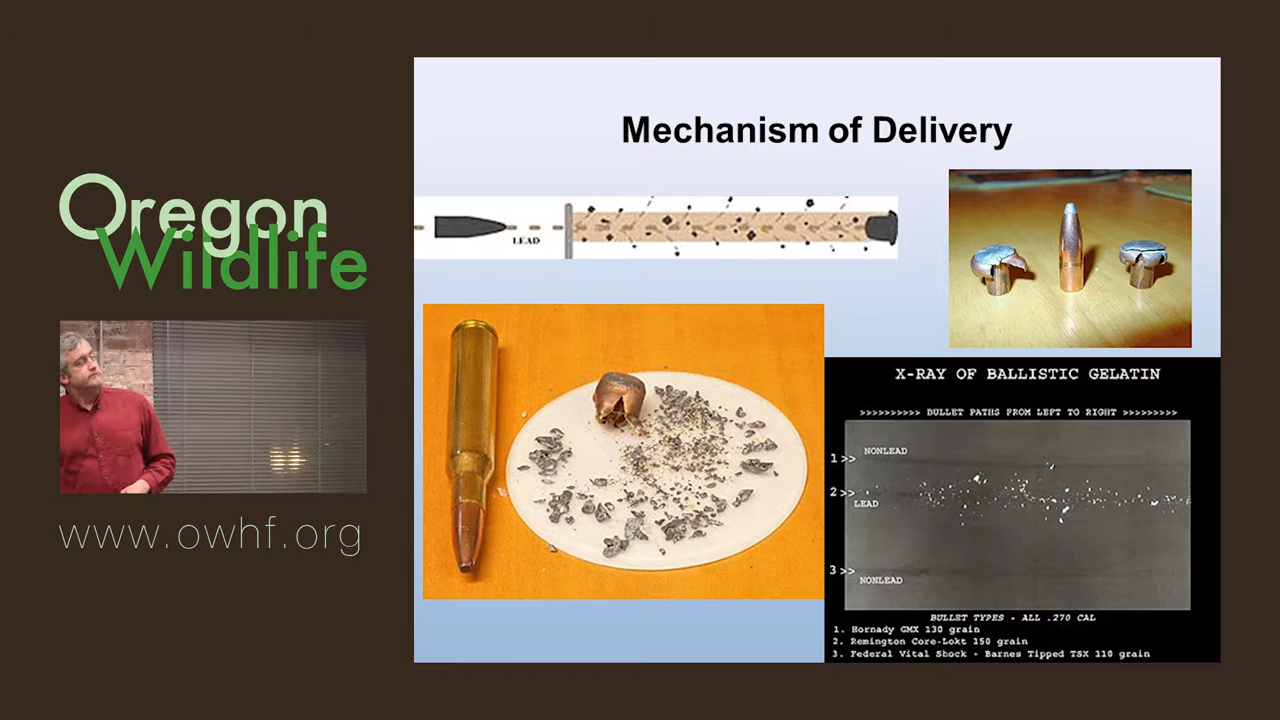 Oregon
Wildlife
www.owhf.org
Mechanism of Delivery
LEAD
X-RAY OF BALLISTIC GELATIN
>>>>>>>>>> BULLET PATHS FROM LEFT TO RIGHT >>>>>>>>>
1 >> NONLEAD
2 >> LEAD
3 >> NONLEAD
BULLET TYPES - ALL .270 CAL
1. Hornady GMX 130 grain
2. Remington Core-Lokt 150 grain
3. Federal Vital Shock - Barnes Tipped TSX 110 grain